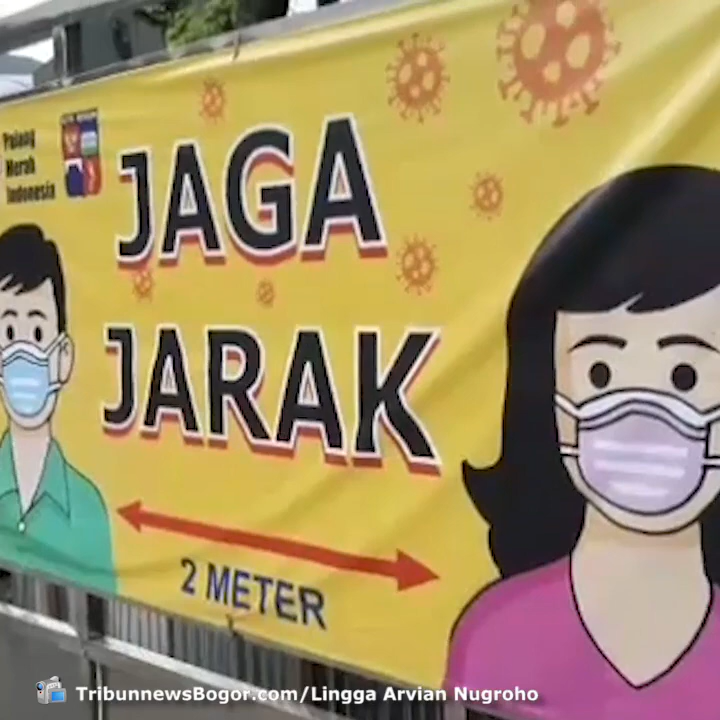 Palang
Merah
Indonesia
JAGA
JARAK
2 METER
TribunnewsBogor.com/Lingga Arvian Nugroho